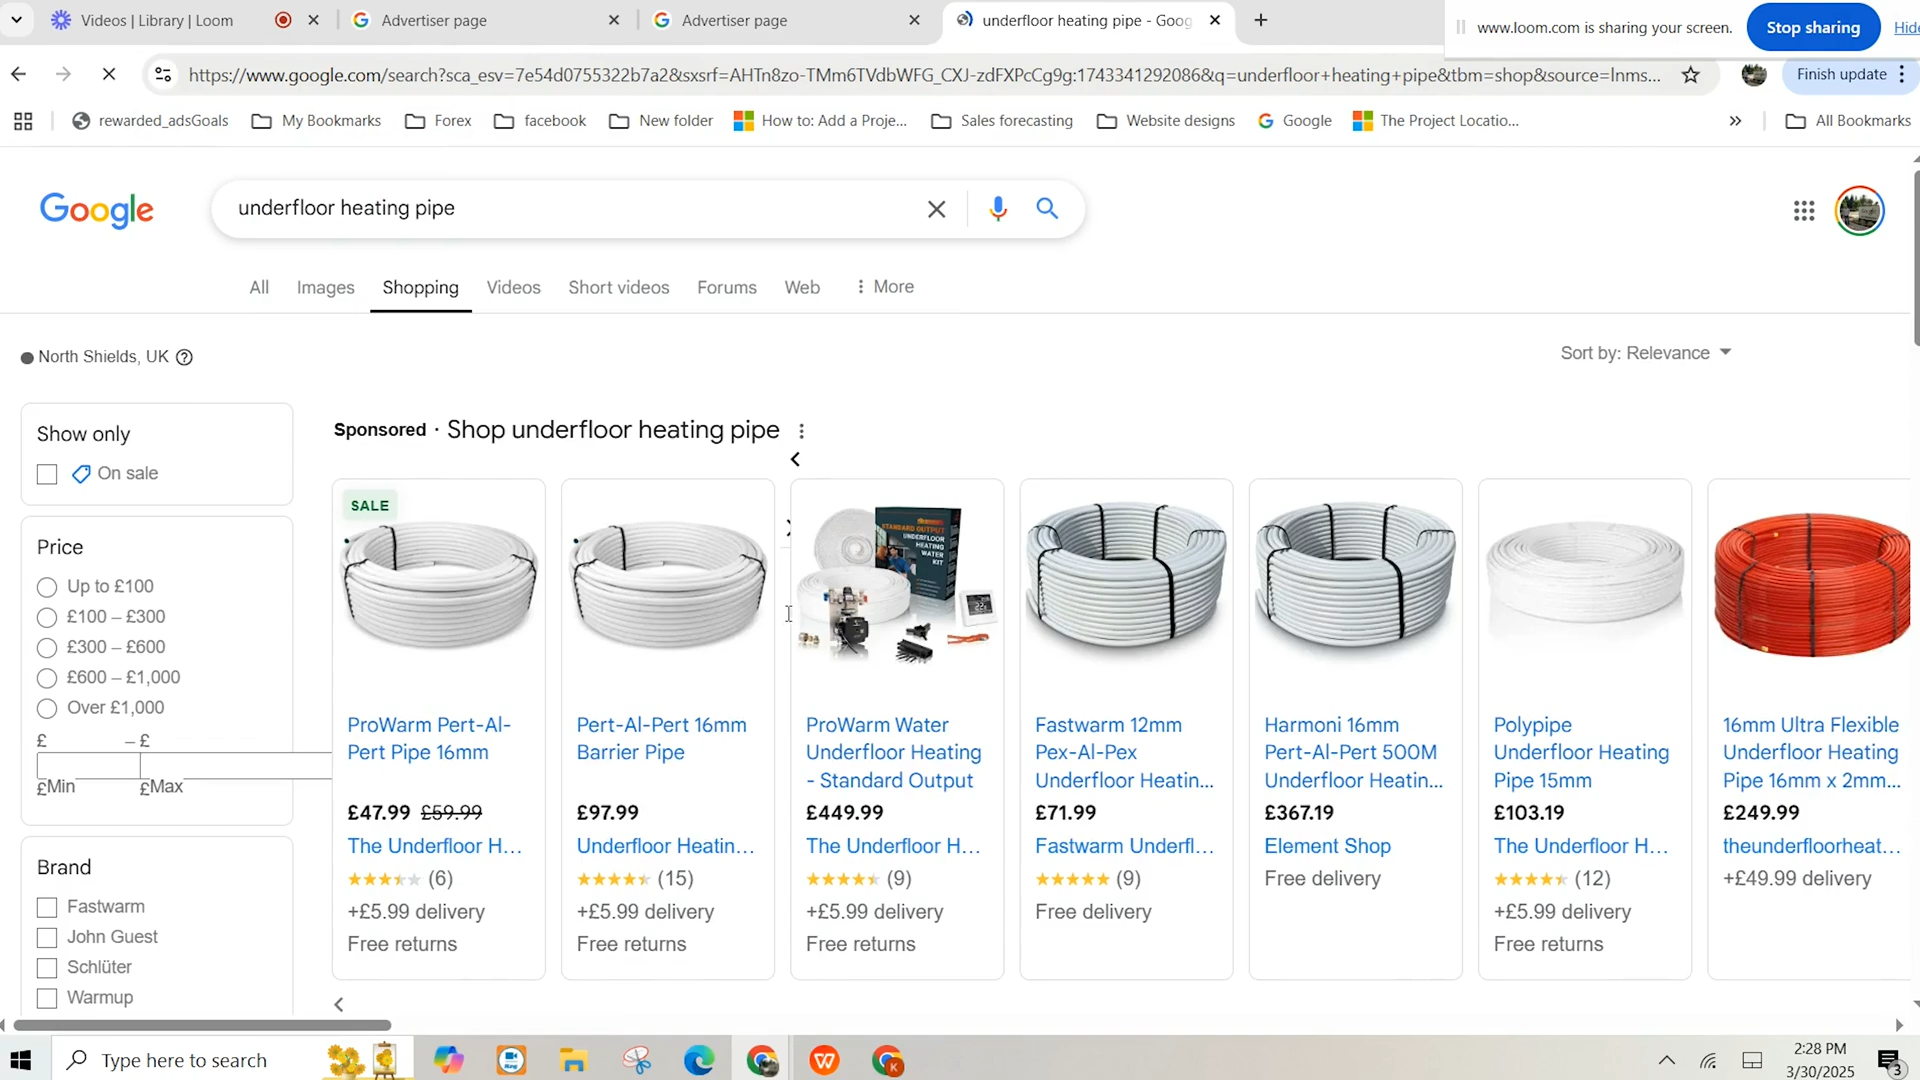 Videos | Library | Loom
Advertiser page
Advertiser page
underfloor heating pipe - Goog
www.loom.com is sharing your screen.
Stop sharing
Hide
https://www.google.com/search?sca_esv=7e54d0755322b7a2&sxsrf=AHTn8zo-TMm6TVdbWFG_CXJ-zdFXPcCg9g:1743341292086&q=underfloor+heating+pipe&tbm=shop&source=lnms...
Finish update
rewarded_adsGoals
My Bookmarks
Forex
facebook
New folder
How to: Add a Proje...
Sales forecasting
Website designs
Google
The Project Locatio...
All Bookmarks
Google
underfloor heating pipe
All
Images
Shopping
Videos
Short videos
Forums
Web
More
North Shields, UK
Sort by: Relevance
Show only
On sale
Price
Up to £100
£100 – £300
£300 – £600
£600 – £1,000
Over £1,000
£ – £
£Min £Max
Brand
Fastwarm
John Guest
Schlüter
Warmup
Sponsored · Shop underfloor heating pipe
SALE
ProWarm Pert-Al-
Pert Pipe 16mm
£47.99 £59.99
The Underfloor H...
(6)
+£5.99 delivery
Free returns
Pert-Al-Pert 16mm
Barrier Pipe
£97.99
Underfloor Heatin...
(15)
+£5.99 delivery
Free returns
STANDARD OUTPUT
UNDERFLOOR
HEATING
WATER
KIT
ProWarm Water
Underfloor Heating
- Standard Output
£449.99
The Underfloor H...
(9)
+£5.99 delivery
Free returns
Fastwarm 12mm
Pex-Al-Pex
Underfloor Heatin...
£71.99
Fastwarm Underfl...
(9)
Free delivery
Harmoni 16mm
Pert-Al-Pert 500M
Underfloor Heatin...
£367.19
Element Shop
Free delivery
Polypipe
Underfloor Heating
Pipe 15mm
£103.19
The Underfloor H...
(12)
+£5.99 delivery
Free returns
16mm Ultra Flexible
Underfloor Heating
Pipe 16mm x 2mm...
£249.99
theunderfloorheat...
+£49.99 delivery
Type here to search
2:28 PM
3/30/2025
3